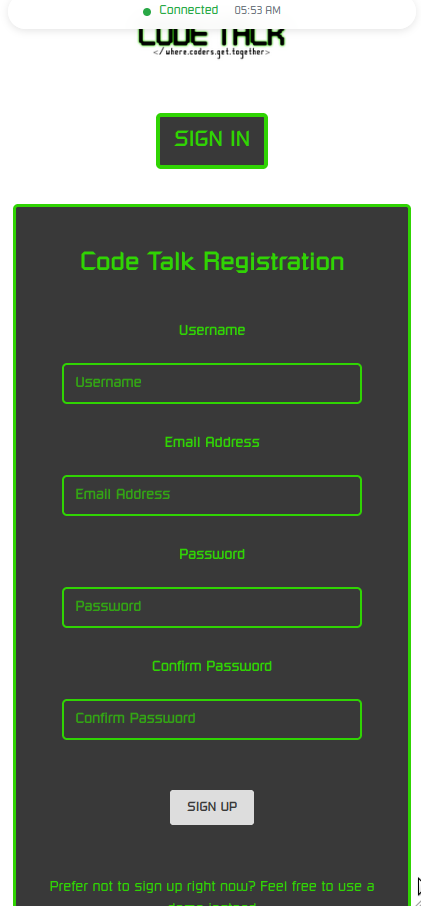 Connected 05:53 AM
CODE TALK
</where.coders.get.together>
SIGN IN
Code Talk Registration
Username
Username
Email Address
Email Address
Password
Password
Confirm Password
Confirm Password
SIGN UP
Prefer not to sign up right now? Feel free to use a
demo instead